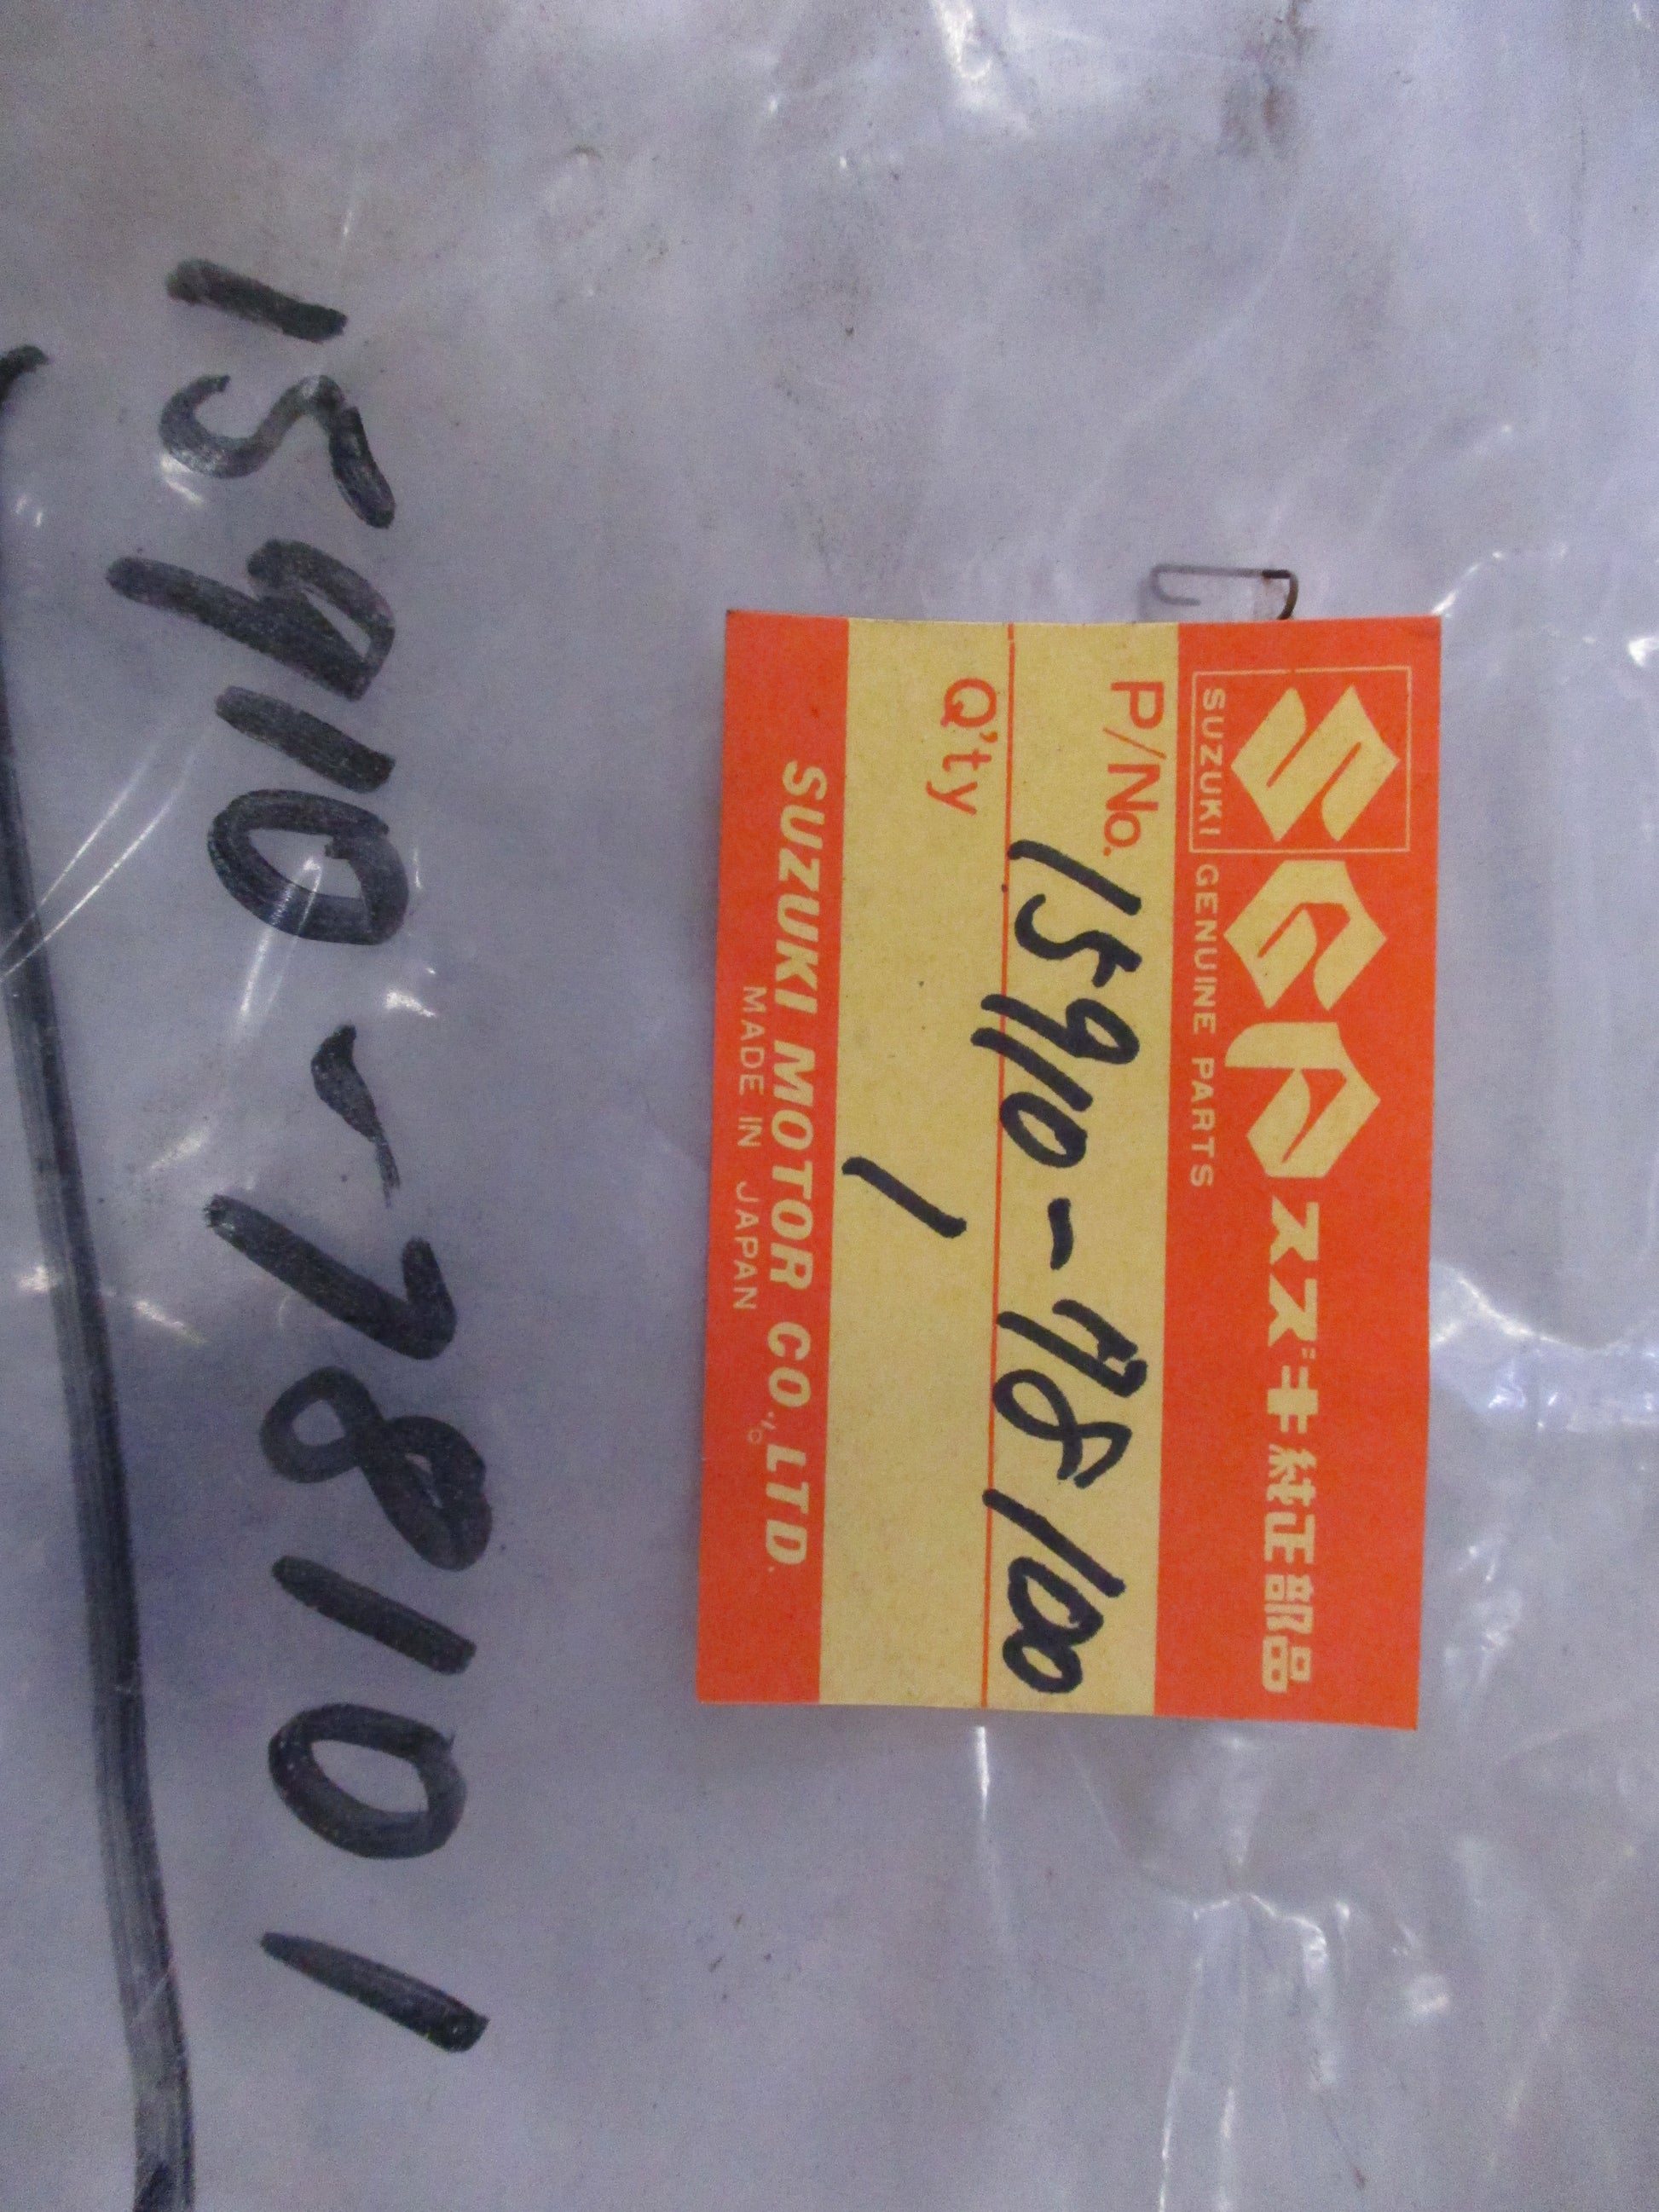 SGP スズキ純正部品
SUZUKI GENUINE PARTS
P/No. 15910-78100
Q'ty 1
SUZUKI MOTOR CO., LTD.
MADE IN JAPAN
15910-78101